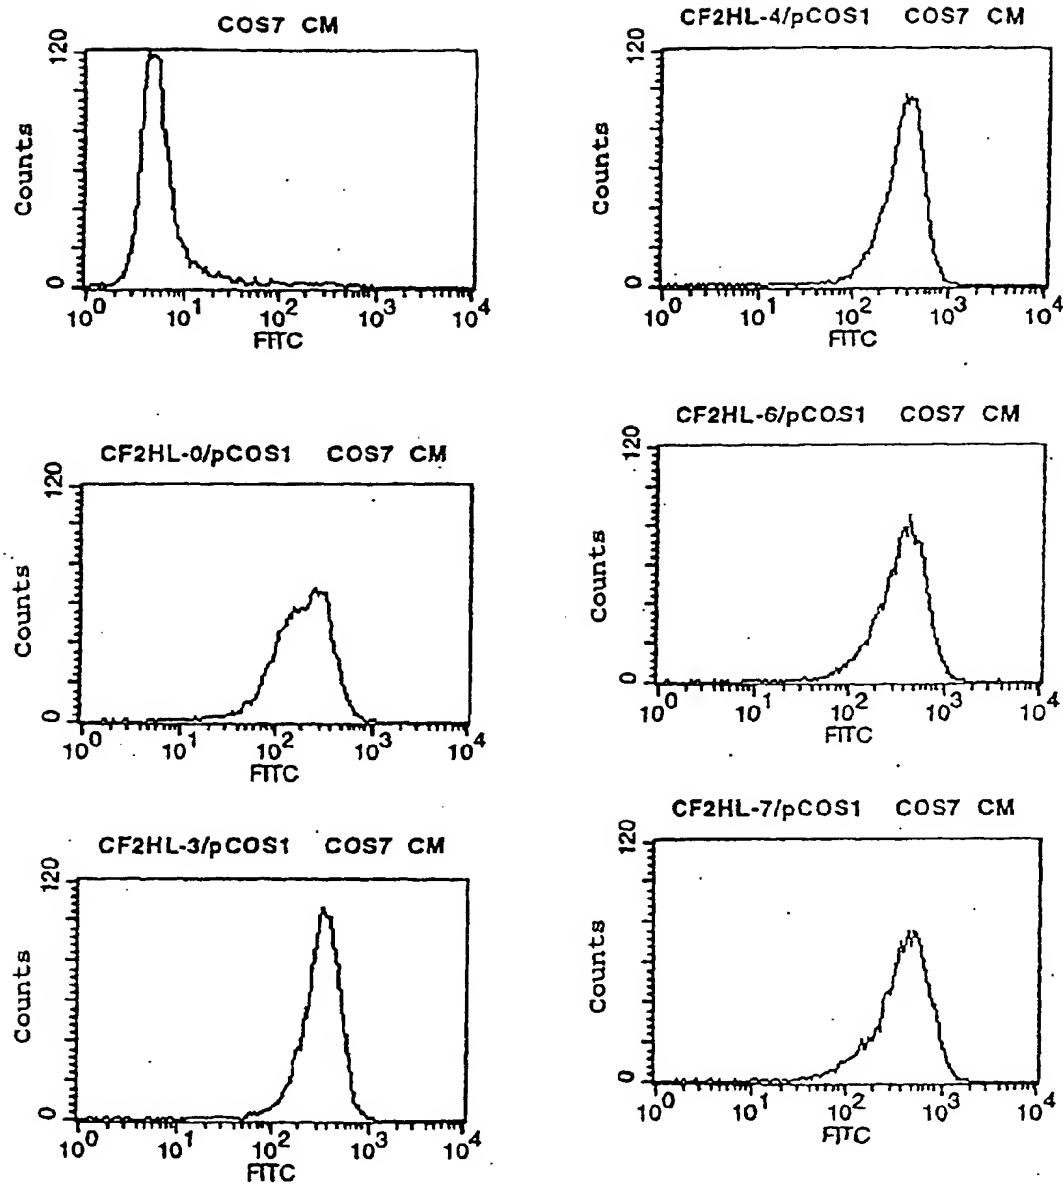 COS7 CM
120
Counts
0
10^0 10^1 10^2 10^3 10^4
FITC
CF2HL-0/pCOS1 COS7 CM
120
Counts
0
10^0 10^1 10^2 10^3 10^4
FITC
CF2HL-3/pCOS1 COS7 CM
120
Counts
0
10^0 10^1 10^2 10^3 10^4
FITC
CF2HL-4/pCOS1 COS7 CM
120
Counts
0
10^0 10^1 10^2 10^3 10^4
FITC
CF2HL-6/pCOS1 COS7 CM
120
Counts
0
10^0 10^1 10^2 10^3 10^4
FITC
CF2HL-7/pCOS1 COS7 CM
120
Counts
0
10^0 10^1 10^2 10^3 10^4
FITC